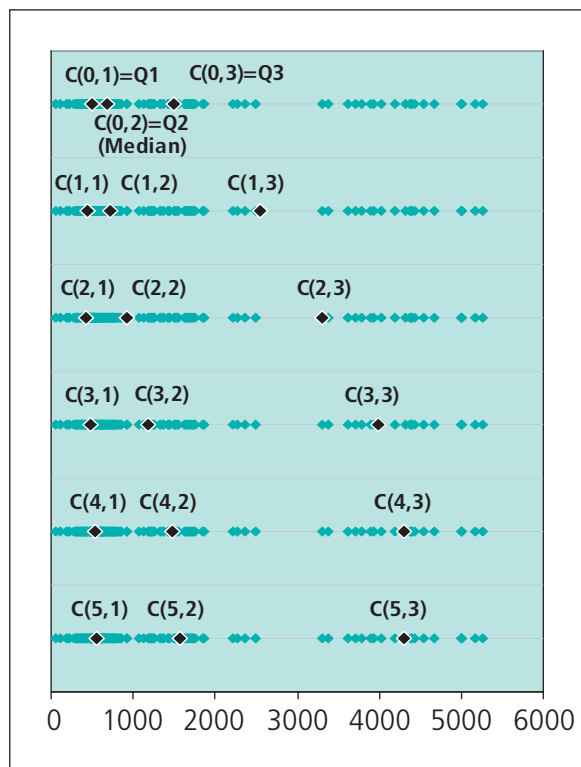 C(0,1)=Q1 C(0,3)=Q3
C(0,2)=Q2
(Median)
C(1,1) C(1,2) C(1,3)
C(2,1) C(2,2) C(2,3)
C(3,1) C(3,2) C(3,3)
C(4,1) C(4,2) C(4,3)
C(5,1) C(5,2) C(5,3)
0 1000 2000 3000 4000 5000 6000